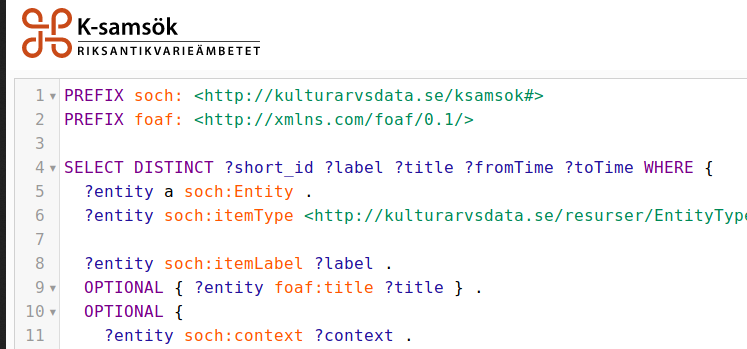 K-samsök
RIKSANTIKVARIEÄMBETET
1 PREFIX soch: <http://kulturarvsdata.se/ksamsok#>
2 PREFIX foaf: <http://xmlns.com/foaf/0.1/>
3
4 SELECT DISTINCT ?short_id ?label ?title ?fromTime ?toTime WHERE {
5 ?entity a soch:Entity .
6 ?entity soch:itemType <http://kulturarvsdata.se/resurser/EntityType
7
8 ?entity soch:itemLabel ?label .
9 OPTIONAL { ?entity foaf:title ?title } .
10 OPTIONAL {
11 ?entity soch:context ?context .